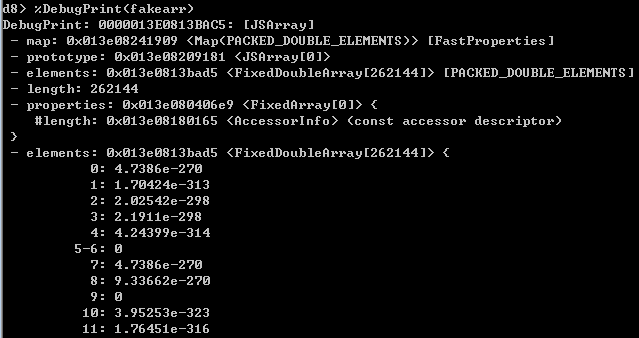 d8> %DebugPrint(fakearr)
DebugPrint: 0000013E0813BAC5: [JSArray]
- map: 0x013e08241909 <Map(PACKED_DOUBLE_ELEMENTS)> [FastProperties]
- prototype: 0x013e08209181 <JSArray[0]>
- elements: 0x013e0813bad5 <FixedDoubleArray[262144]> [PACKED_DOUBLE_ELEMENTS]
- length: 262144
- properties: 0x013e080406e9 <FixedArray[0]> {
#length: 0x013e08180165 <AccessorInfo> (const accessor descriptor)
}
- elements: 0x013e0813bad5 <FixedDoubleArray[262144]> {
0: 4.7386e-270
1: 1.70424e-313
2: 2.02542e-298
3: 2.1911e-298
4: 4.24399e-314
5-6: 0
7: 4.7386e-270
8: 9.33662e-270
9: 0
10: 3.95253e-323
11: 1.76451e-316